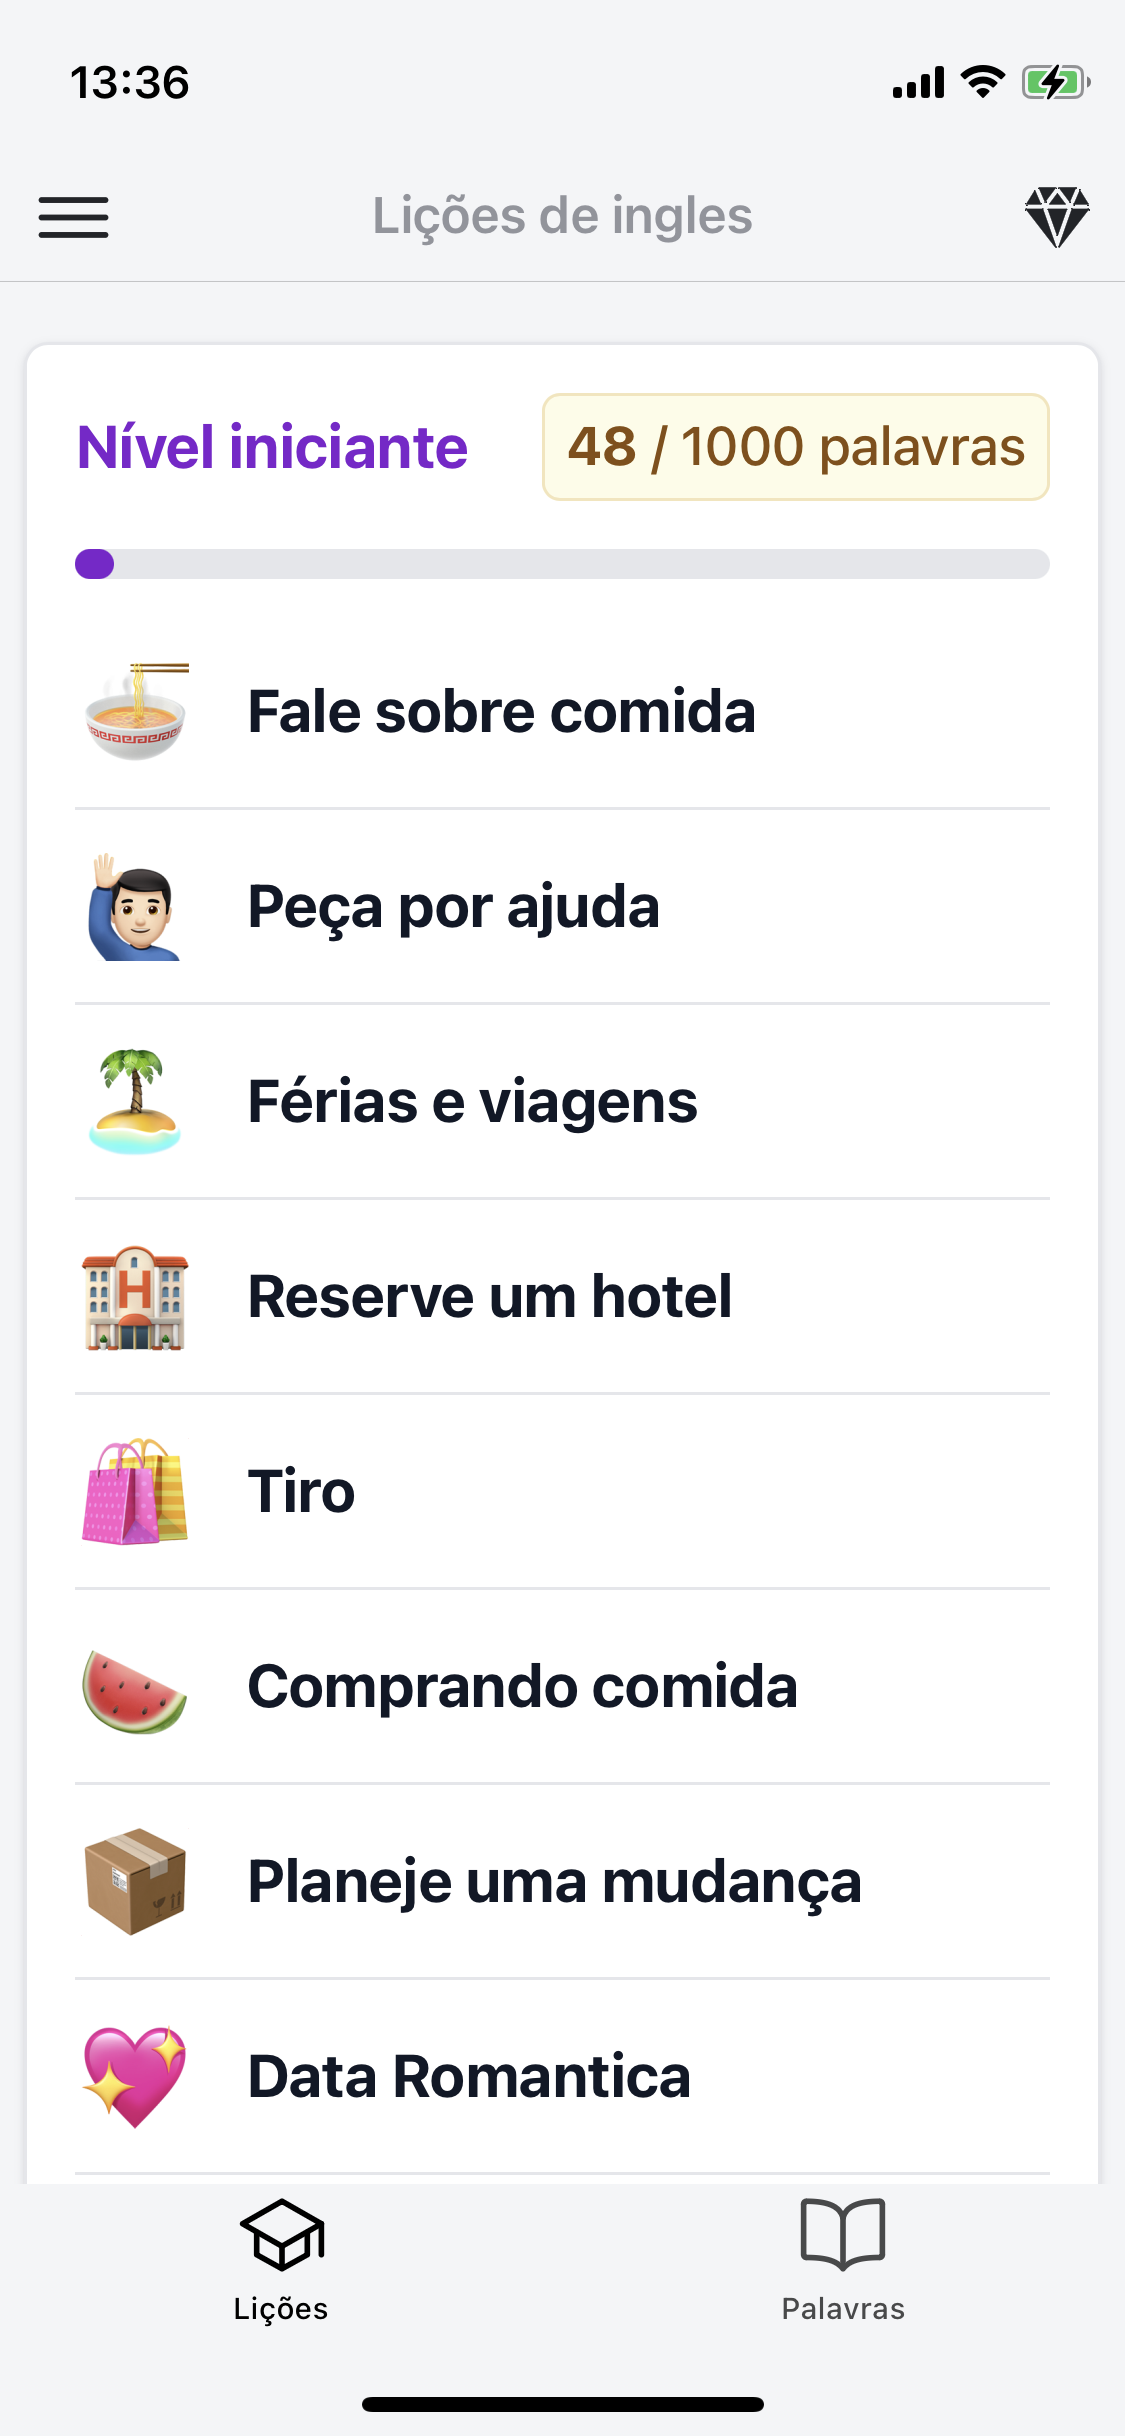 13:36
Lições de ingles
Nível iniciante
48 / 1000 palavras
Fale sobre comida
Peça por ajuda
Férias e viagens
H
Reserve um hotel
Tiro
Comprando comida
Planeje uma mudança
Data Romantica
Lições
Palavras